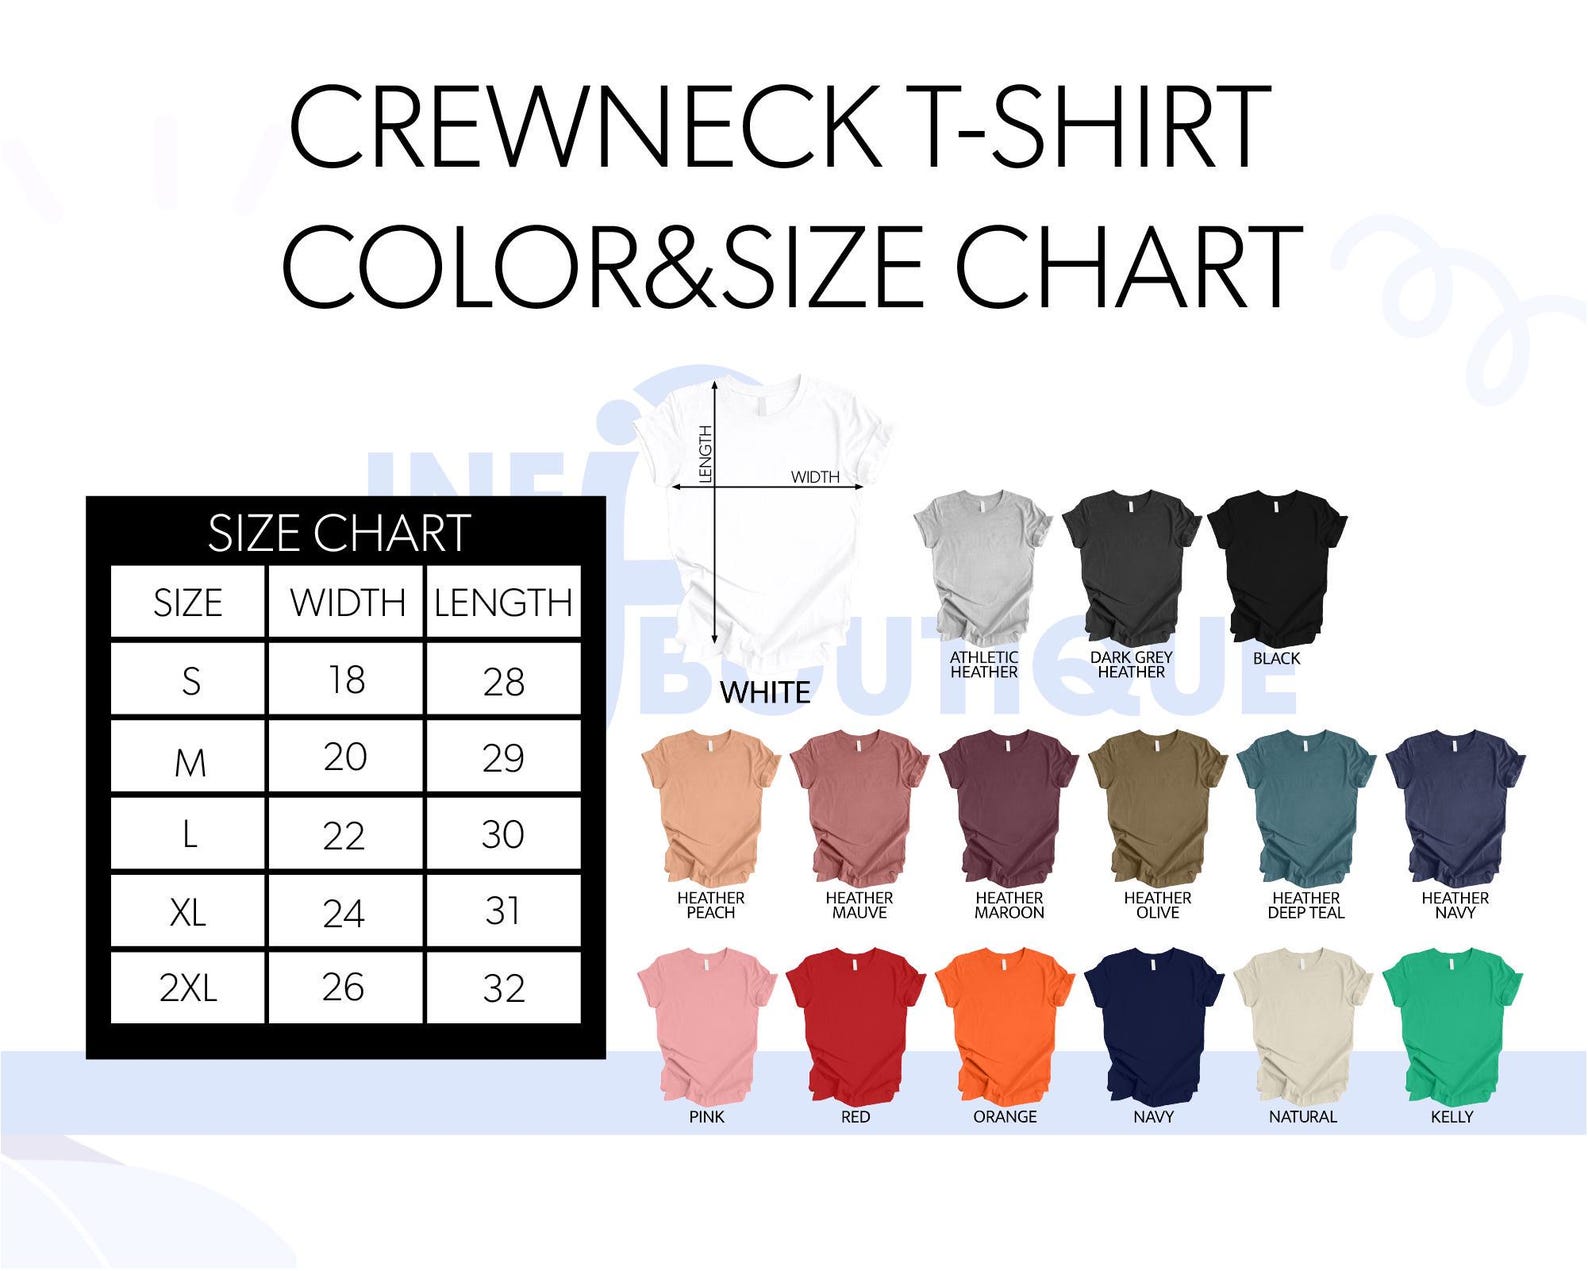 CREWNECK T-SHIRT
COLOR&SIZE CHART
LENGTH
WIDTH
WHITE
SIZE CHART
SIZE WIDTH LENGTH
S 18 28
M 20 29
L 22 30
XL 24 31
2XL 26 32
ATHLETIC
HEATHER
DARK GREY
HEATHER
BLACK
HEATHER
PEACH
HEATHER
MAUVE
HEATHER
MAROON
HEATHER
OLIVE
HEATHER
DEEP TEAL
HEATHER
NAVY
PINK
RED
ORANGE
NAVY
NATURAL
KELLY
BOUTIQUE